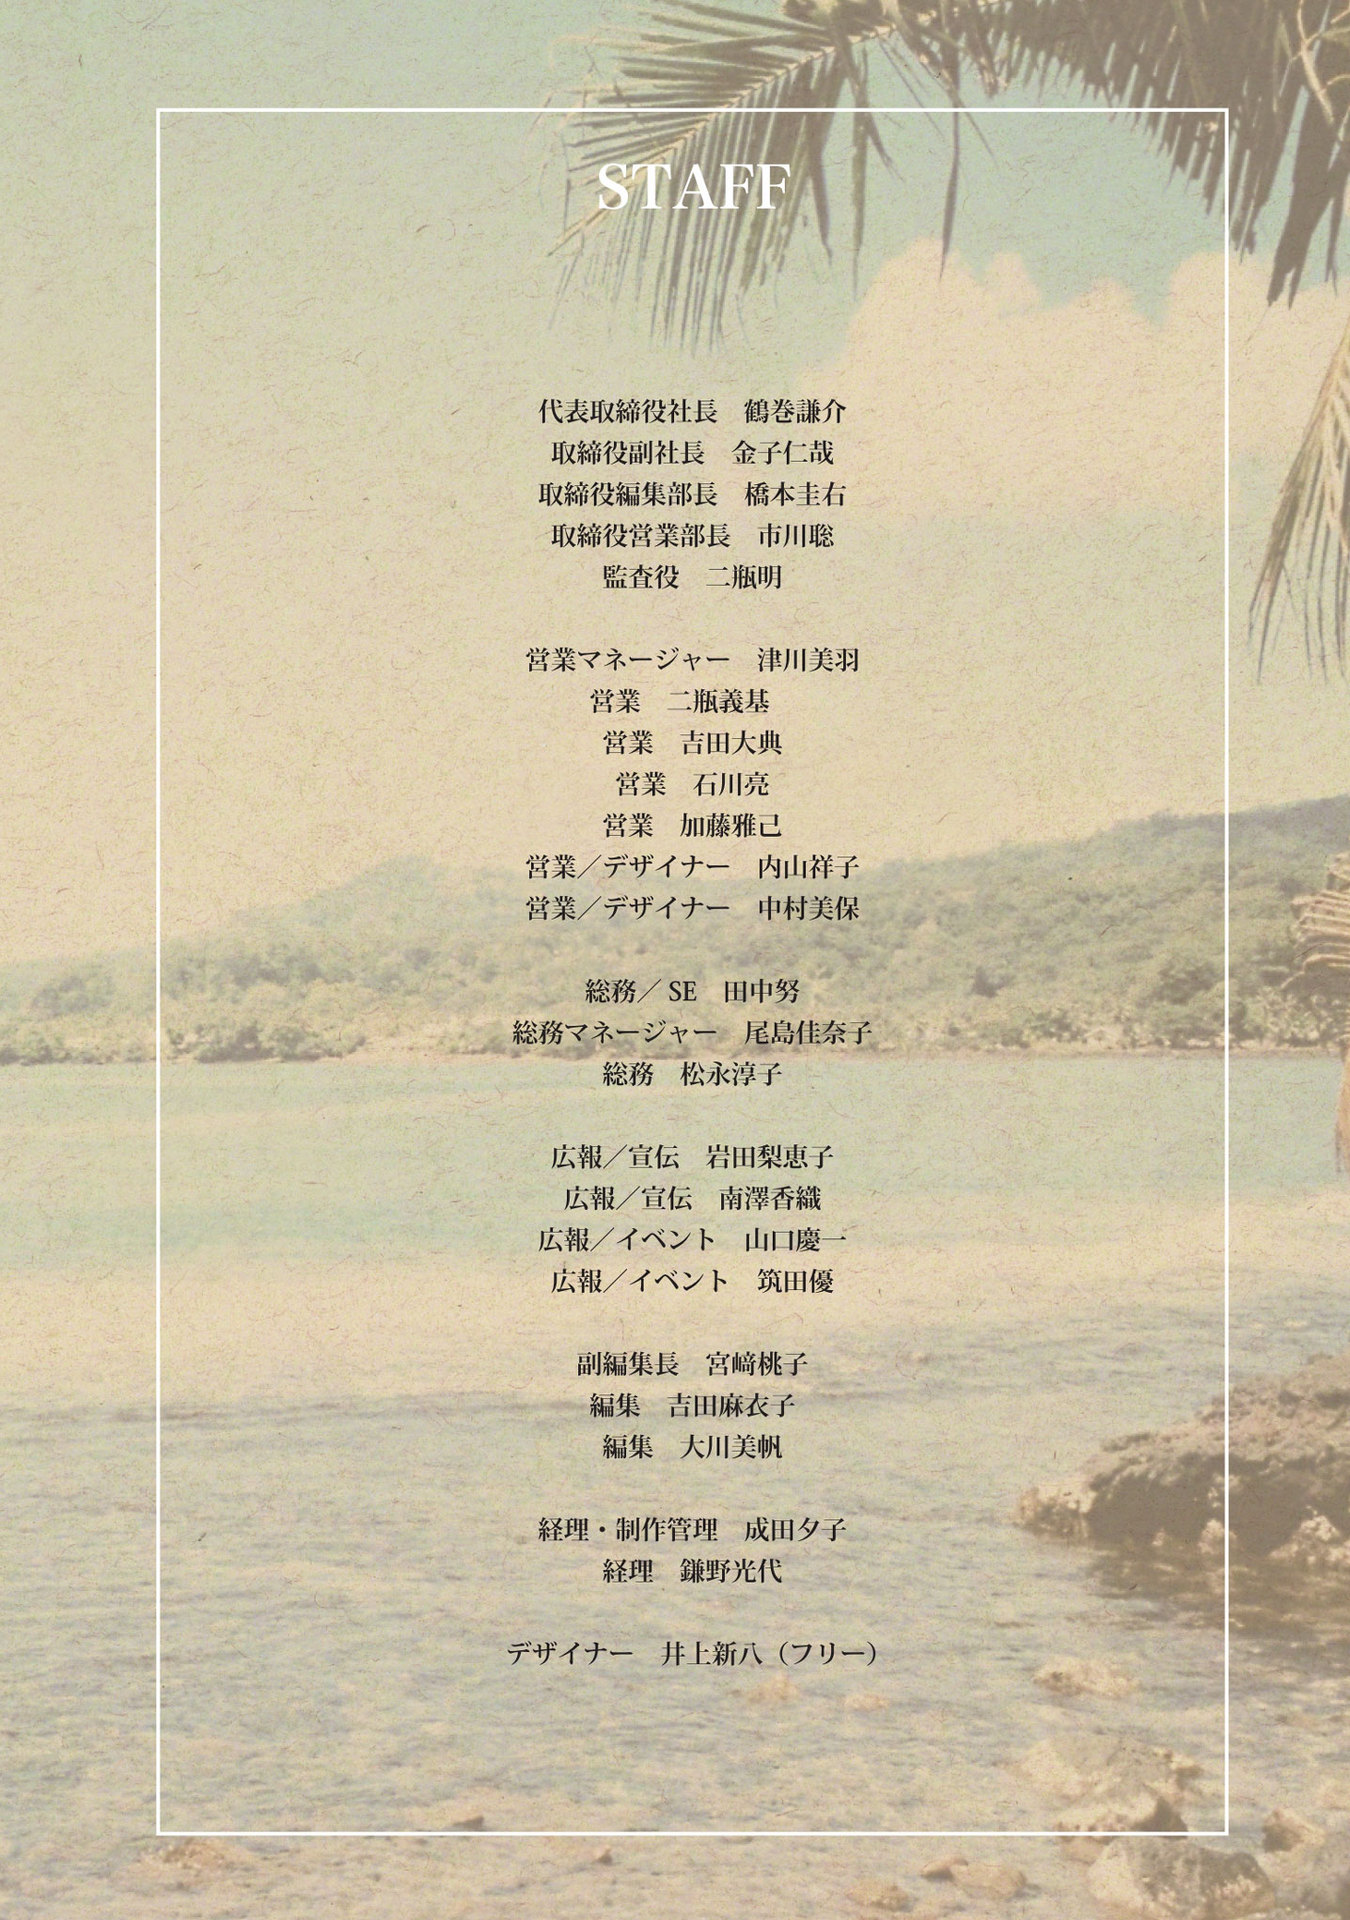 STAFF
代表取締役社長　鶴巻謙介
取締役副社長　金子仁哉
取締役編集部長　橋本圭右
取締役営業部長　市川聡
監査役　二瓶明
営業マネージャー　津川美羽
営業　二瓶義基
営業　吉田大典
営業　石川亮
営業　加藤雅己
営業／デザイナー　内山祥子
営業／デザイナー　中村美保
総務／SE　田中努
総務マネージャー　尾島佳奈子
総務　松永淳子
広報／宣伝　岩田梨恵子
広報／宣伝　南澤香織
広報／イベント　山口慶一
広報／イベント　筑田優
副編集長　宮﨑桃子
編集　吉田麻衣子
編集　大川美帆
経理・制作管理　成田夕子
経理　鎌野光代
デザイナー　井上新八（フリー）